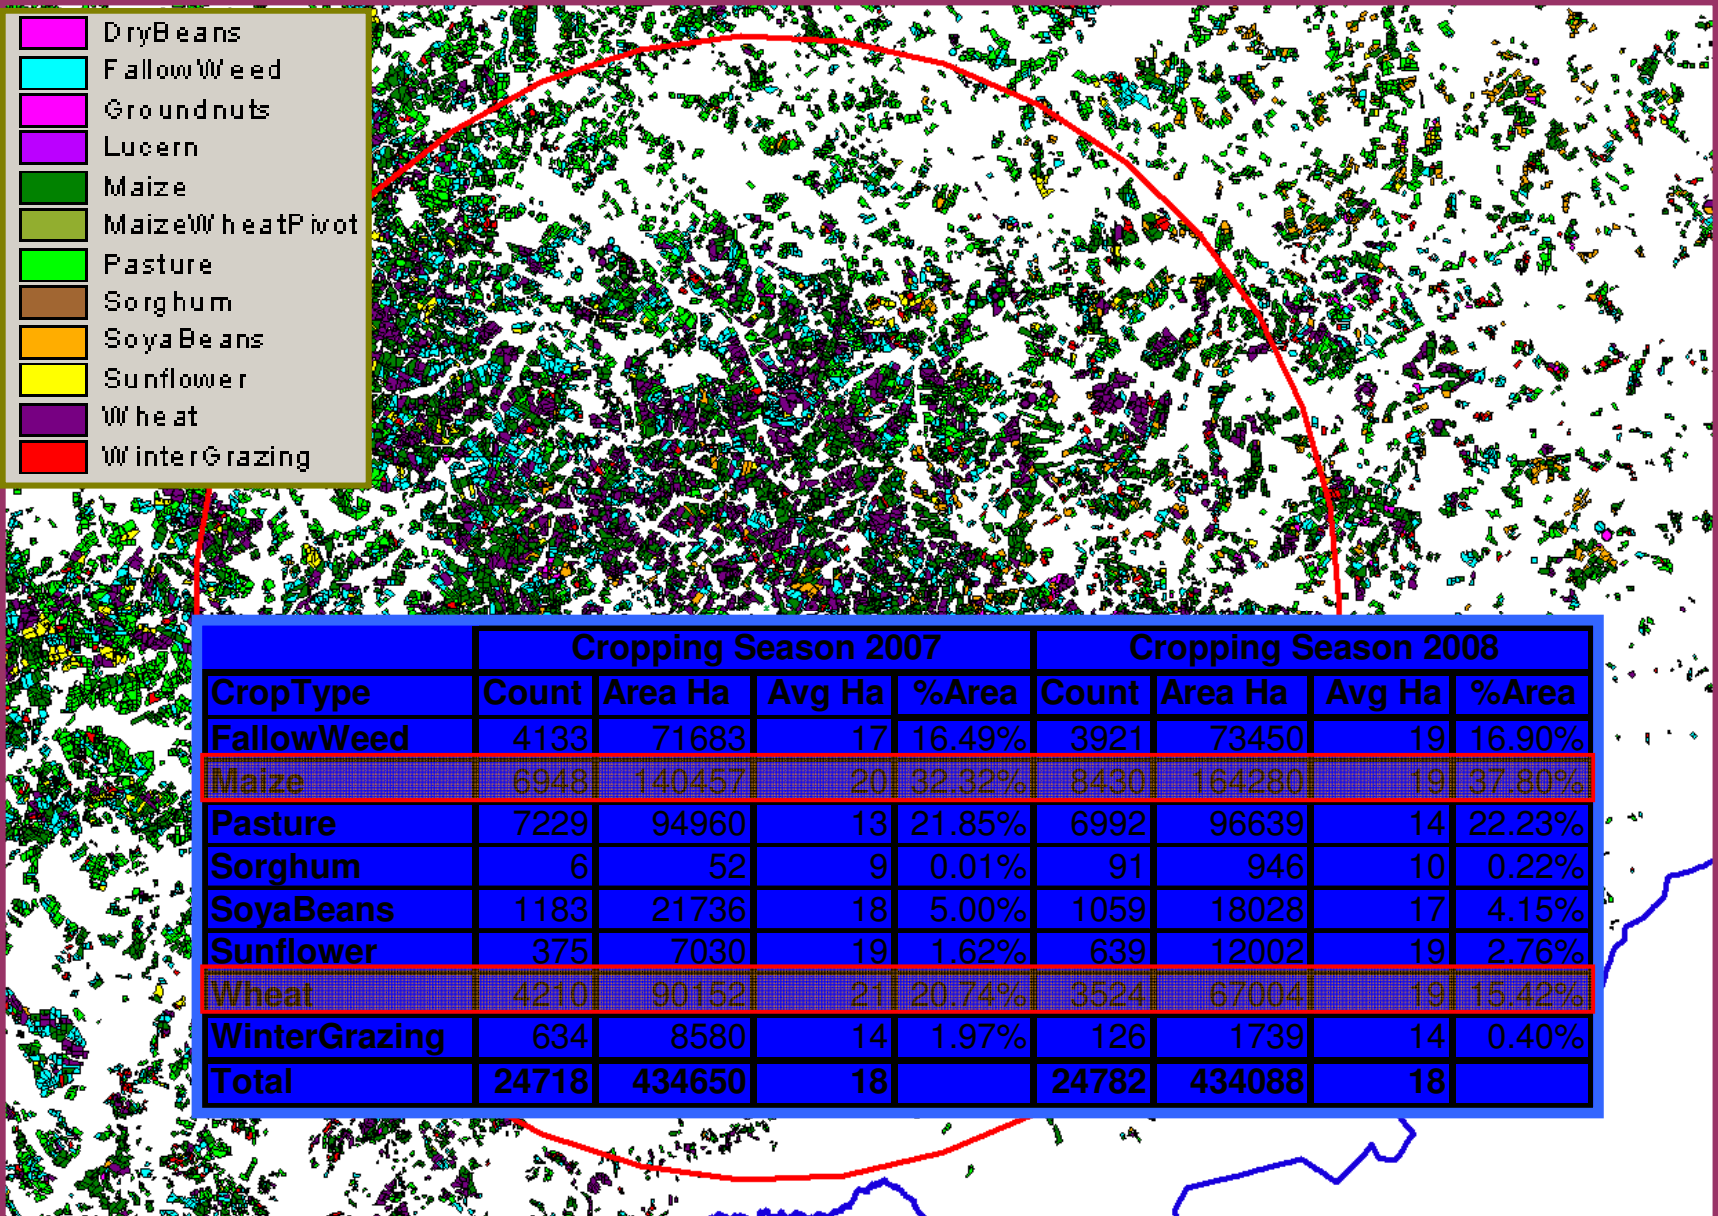 DryBeans
FallowWeed
Groundnuts
Lucern
Maize
MaizeWheatPivot
Pasture
Sorghum
SoyaBeans
Sunflower
Wheat
WinterGrazing
Cropping Season 2007 Cropping Season 2008
CropType Count Area Ha Avg Ha %Area Count Area Ha Avg Ha %Area
FallowWeed 4133 71683 17 16.49% 3921 73450 19 16.90%
Maize 6948 140457 20 32.32% 8430 164280 19 37.80%
Pasture 7229 94960 13 21.85% 6992 96639 14 22.23%
Sorghum 6 52 9 0.01% 91 946 10 0.22%
SoyaBeans 1183 21736 18 5.00% 1059 18028 17 4.15%
Sunflower 375 7030 19 1.62% 639 12002 19 2.76%
Wheat 4210 90152 21 20.74% 3524 67004 19 15.42%
WinterGrazing 634 8580 14 1.97% 126 1739 14 0.40%
Total 24718 434650 18 24782 434088 18